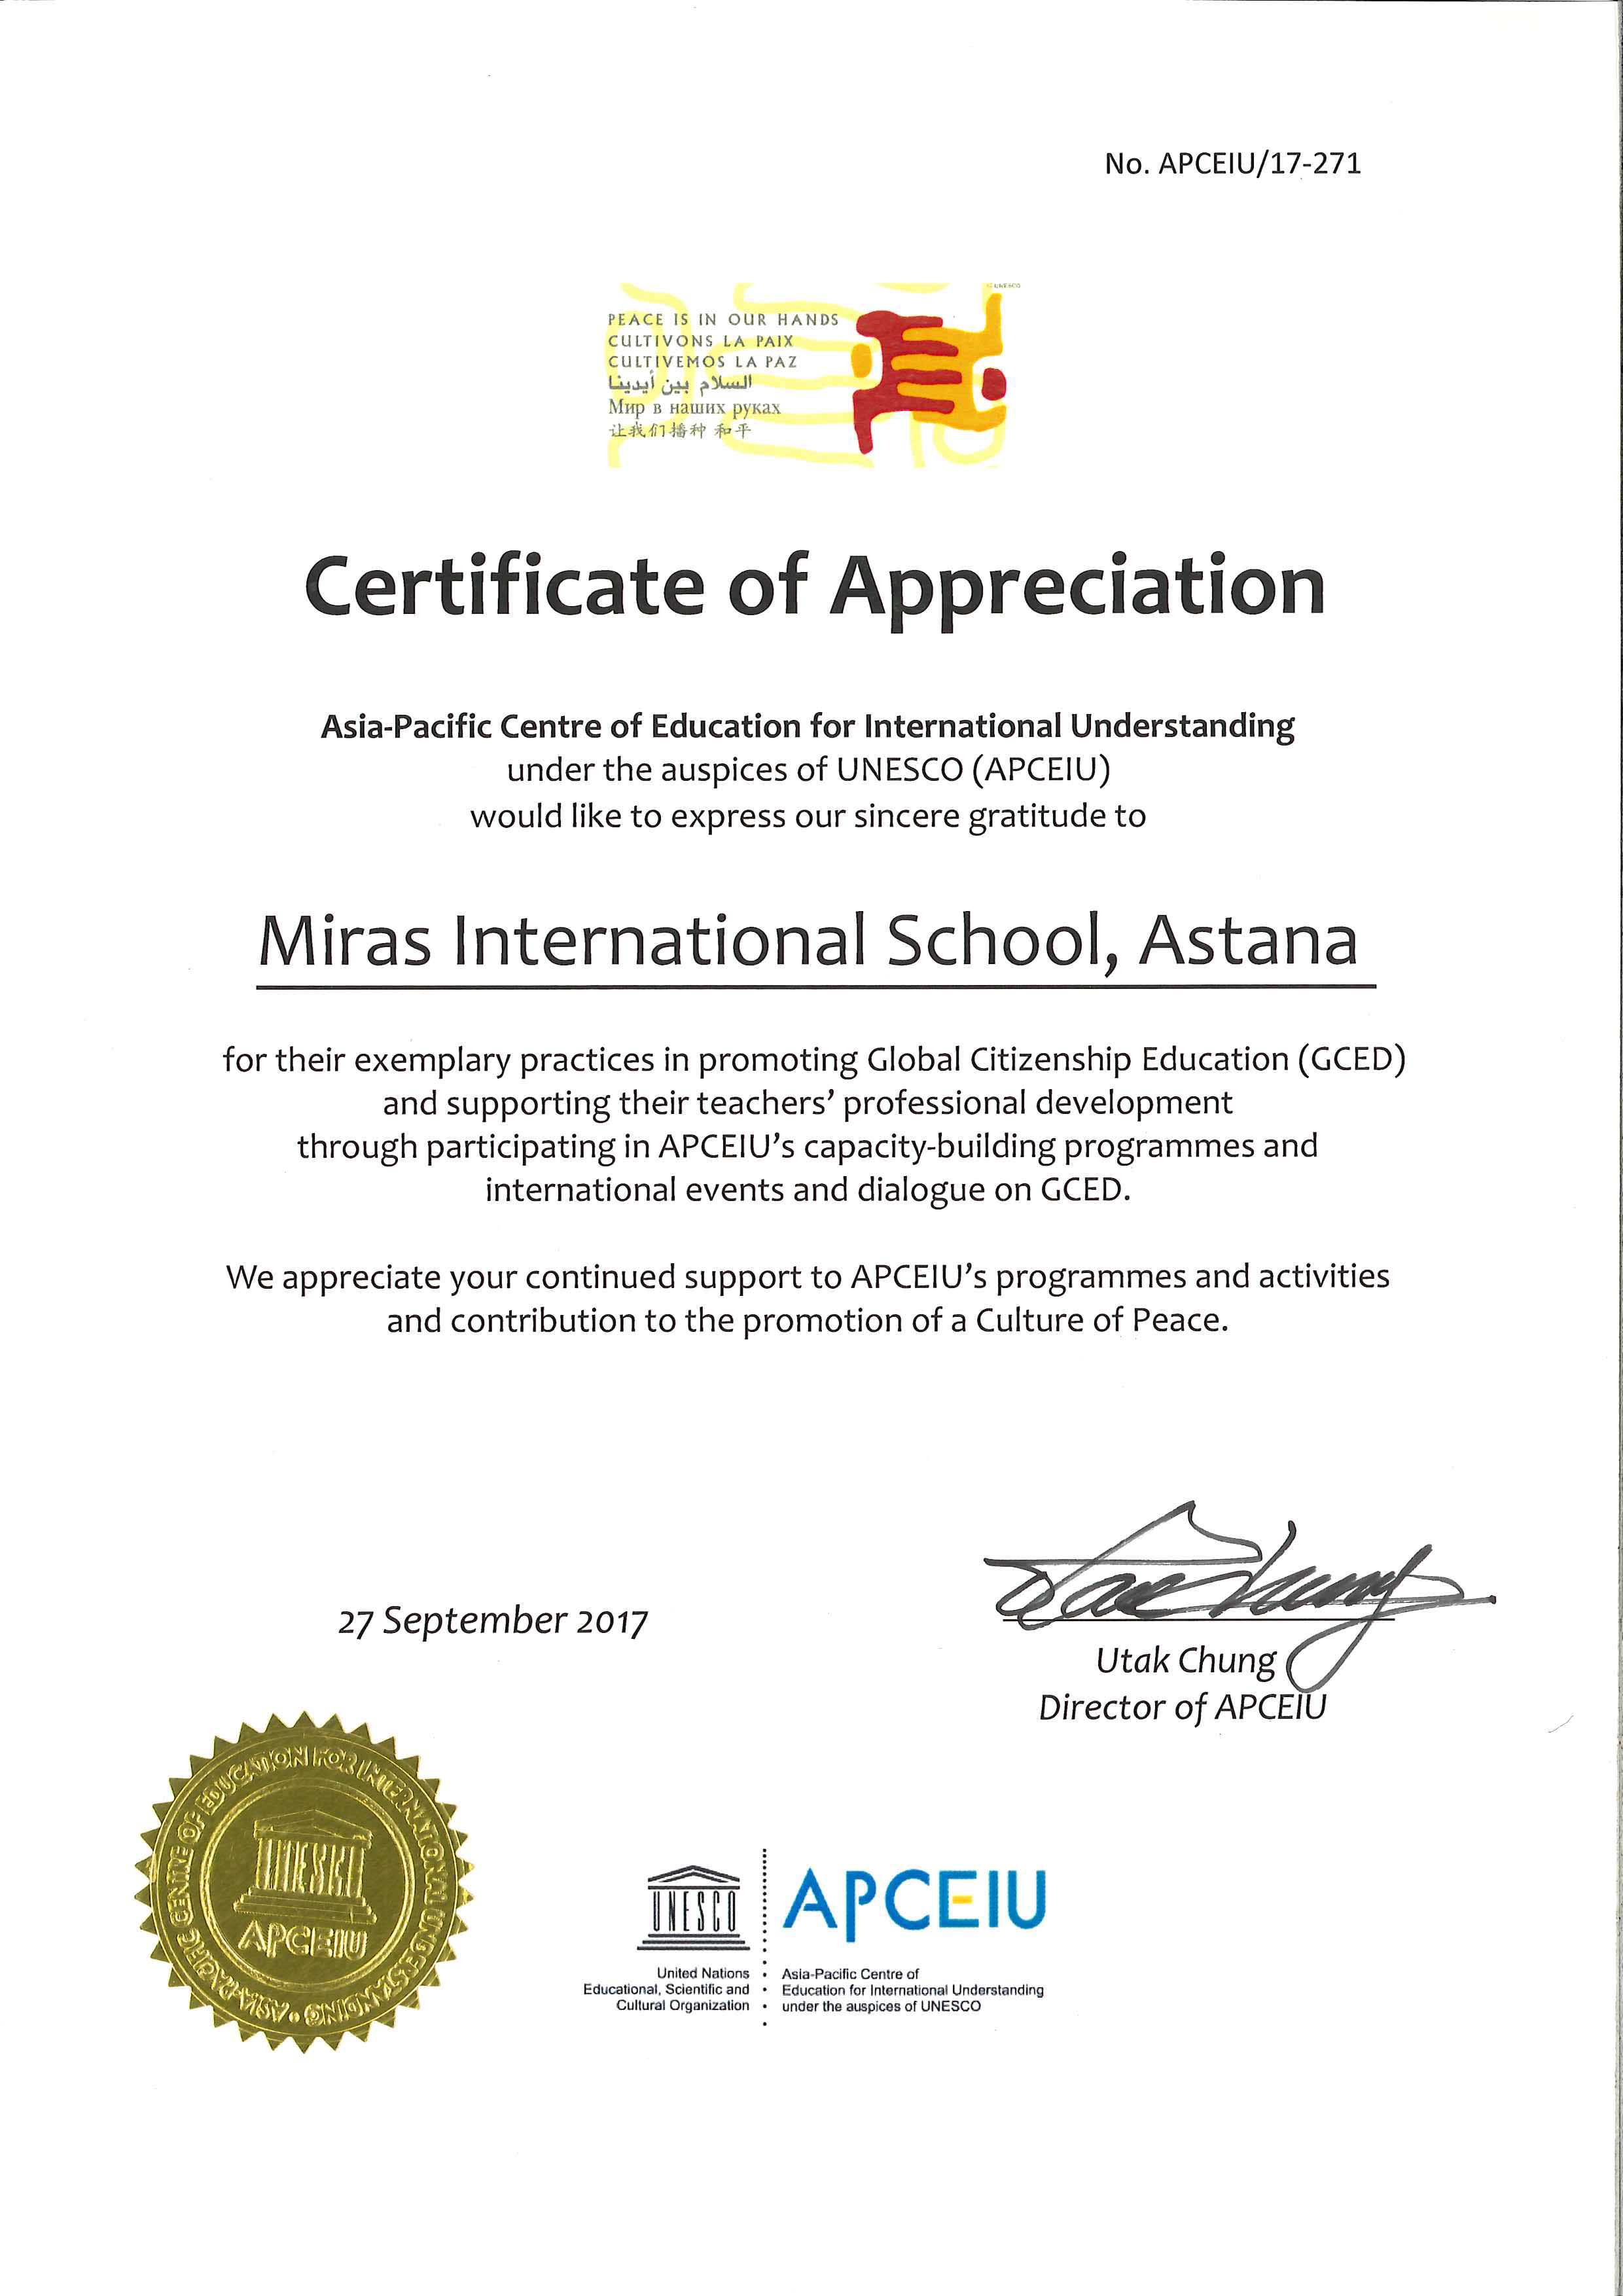 No. APCEIU/17-271
UNESCO
PEACE IS IN OUR HANDS
CULTIVONS LA PAIX
CULTIVEMOS LA PAZ
السلام بين أيدينا
Мир в наших руках
让我们播种和平
Certificate of Appreciation
Asia-Pacific Centre of Education for International Understanding
under the auspices of UNESCO (APCEIU)
would like to express our sincere gratitude to
Miras International School, Astana
for their exemplary practices in promoting Global Citizenship Education (GCED)
and supporting their teachers’ professional development
through participating in APCEIU’s capacity-building programmes and
international events and dialogue on GCED.
We appreciate your continued support to APCEIU’s programmes and activities
and contribution to the promotion of a Culture of Peace.
27 September 2017
Utak Chung
Director of APCEIU
ASIA-PACIFIC CENTRE OF EDUCATION FOR INTERNATIONAL UNDERSTANDING
UNESCO
APCEIU
UNESCO
APCEIU
United Nations
Educational, Scientific and
Cultural Organization
Asia-Pacific Centre of
Education for International Understanding
under the auspices of UNESCO